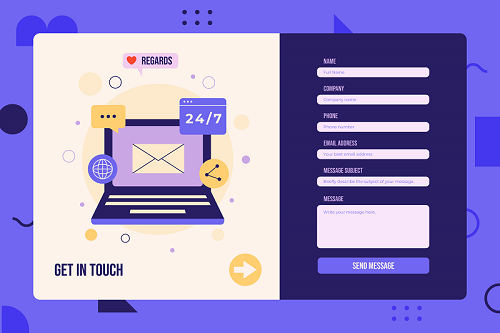 REGARDS
24/7
GET IN TOUCH
NAME
Full Name
COMPANY
Company name
PHONE
Phone number
EMAIL ADDRESS
Your best email address
MESSAGE SUBJECT
Briefly describe the subject of your message
MESSAGE
Write your message here.
SEND MESSAGE